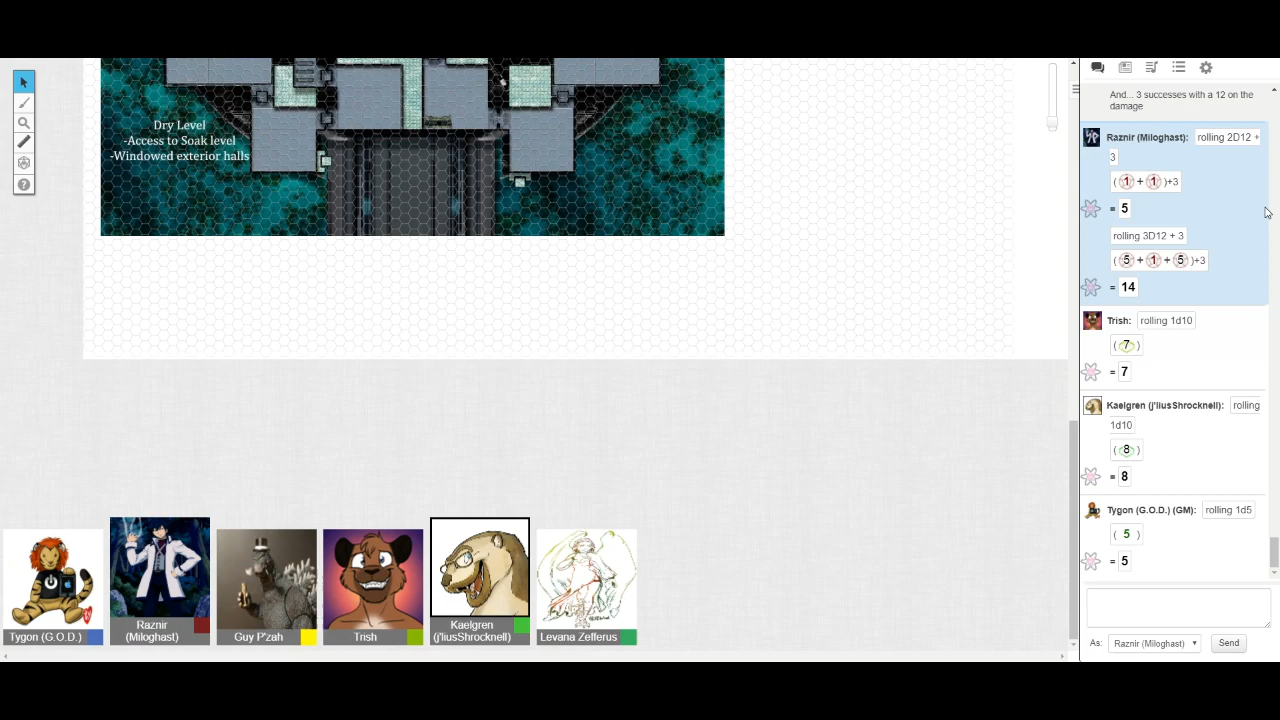 And... 3 successes with a 12 on the
damage
Raznir (Miloghast): rolling 2D12 +
3
(1+1)+3
= 5
rolling 3D12 + 3
(5+1+5)+3
= 14
Trish: rolling 1d10
(7)
= 7
Kaelgren (j'liusShrocknell): rolling
1d10
(8)
= 8
Tygon (G.O.D.) (GM): rolling 1d5
(5)
= 5
As: Raznir (Miloghast) Send
Dry Level
-Access to Soak level
-Windowed exterior halls
Tygon (G.O.D.)
Raznir
(Miloghast)
Guy P'zah
Trish
Kaelgren
(j'liusShrocknell)
Levana Zefferus